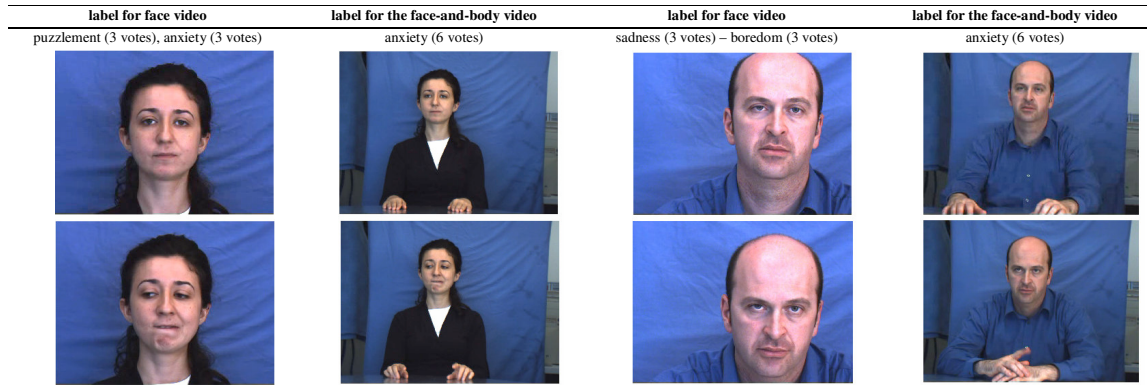 label for face video label for the face-and-body video label for face video label for the face-and-body video
puzzlement (3 votes), anxiety (3 votes) anxiety (6 votes) sadness (3 votes) – boredom (3 votes) anxiety (6 votes)